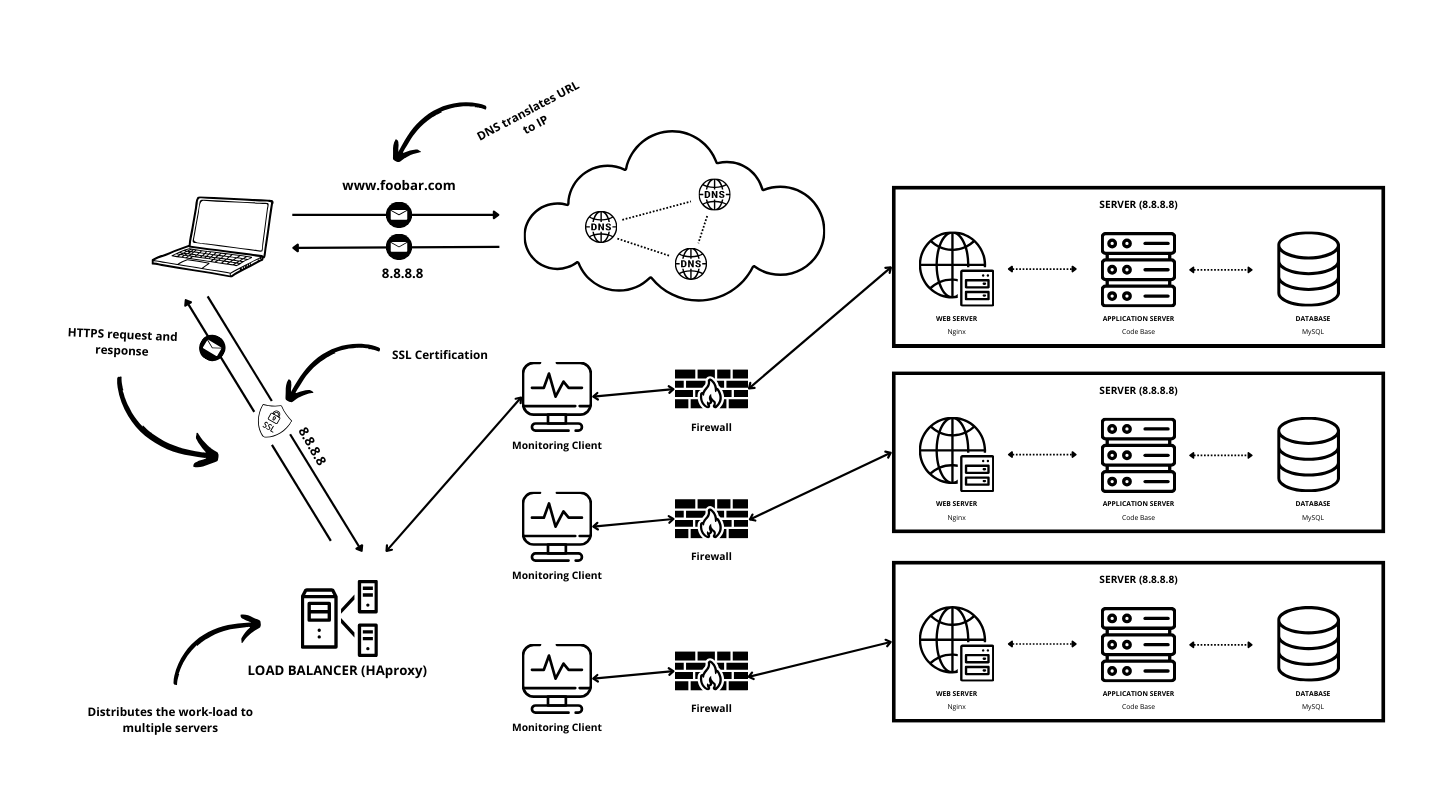 DNS translates URL
to IP
www.foobar.com
DNS
DNS
DNS
8.8.8.8
HTTPS request and
response
SSL Certification
SSL
8.8.8.8
LOAD BALANCER (HAproxy)
Distributes the work-load to
multiple servers
Monitoring Client
Firewall
Monitoring Client
Firewall
Monitoring Client
Firewall
SERVER (8.8.8.8)
WEB SERVER
Nginx
APPLICATION SERVER
Code Base
DATABASE
MySQL
SERVER (8.8.8.8)
WEB SERVER
Nginx
APPLICATION SERVER
Code Base
DATABASE
MySQL
SERVER (8.8.8.8)
WEB SERVER
Nginx
APPLICATION SERVER
Code Base
DATABASE
MySQL